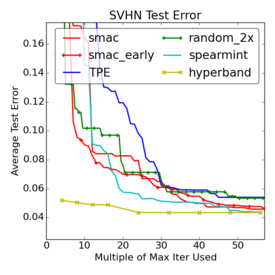 SVHN Test Error
smac
smac_early
TPE
random_2x
spearmint
hyperband
Average Test Error
0.16
0.14
0.12
0.10
0.08
0.06
0.04
0
10
20
30
40
50
Multiple of Max Iter Used